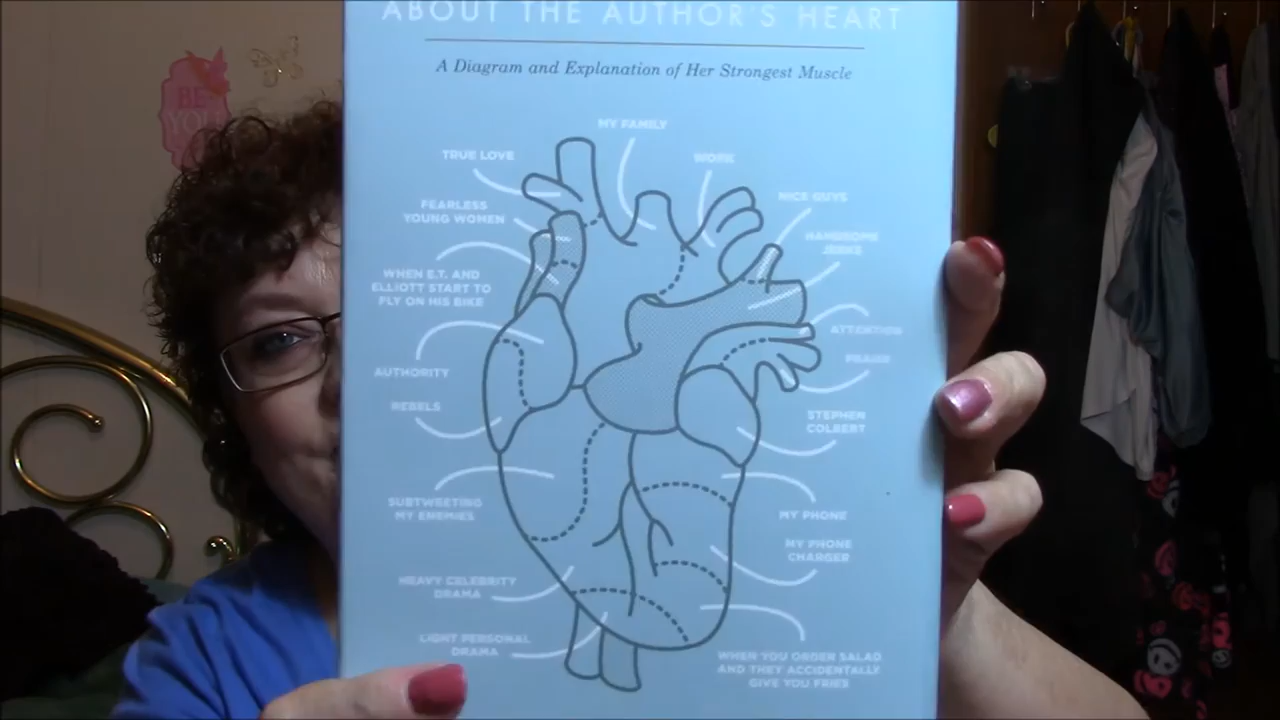 ABOUT THE AUTHOR'S HEART
A Diagram and Explanation of Her Strongest Muscle
MY FAMILY
TRUE LOVE
WORK
FEARLESS
YOUNG WOMEN
NICE GUYS
HANDSOME
JERKS
WHEN E.T. AND
ELLIOTT START TO
FLY ON HIS BIKE
ATTENTION
PRAISE
AUTHORITY
REBELS
STEPHEN
COLBERT
SUBTWEETING
MY ENEMIES
MY PHONE
MY PHONE
CHARGER
HEAVY CELEBRITY
DRAMA
LIGHT PERSONAL
DRAMA
WHEN YOU ORDER SALAD
AND THEY ACCIDENTALLY
GIVE YOU FRIES
BE
YOU